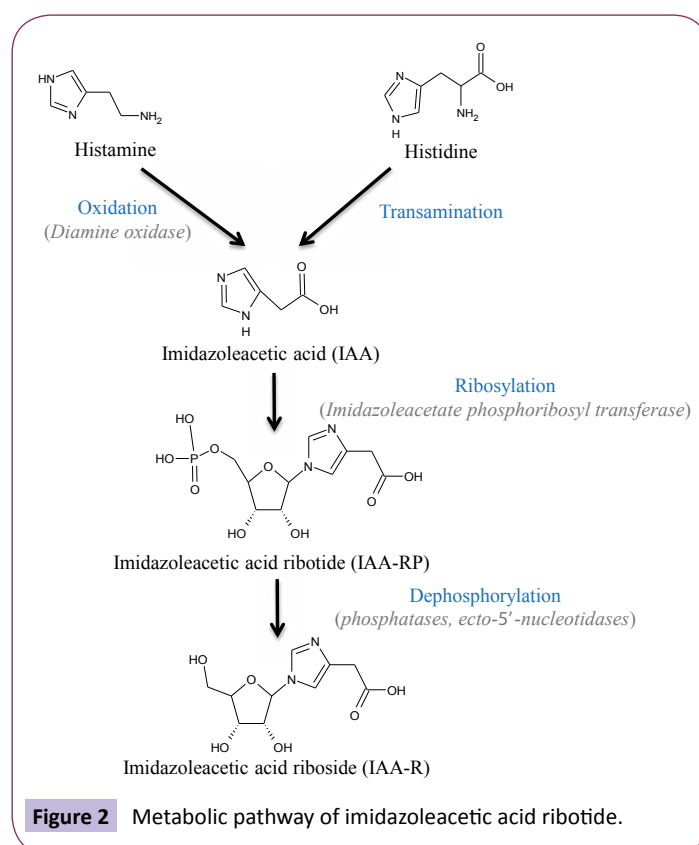 HN
N
NH2
Histamine
N
N
H
O
OH
NH2
Histidine
Oxidation
(Diamine oxidase)
Transamination
N
N
H
O
OH
Imidazoleacetic acid (IAA)
Ribosylation
(Imidazoleacetate phosphoribosyl transferase)
HO
HO
P
O
O
O
N
N
O
OH
HO
OH
Imidazoleacetic acid ribotide (IAA-RP)
Dephosphorylation
(phosphatases, ecto-5'-nucleotidases)
HO
O
N
N
O
OH
HO
OH
Imidazoleacetic acid riboside (IAA-R)
Figure 2 Metabolic pathway of imidazoleacetic acid ribotide.